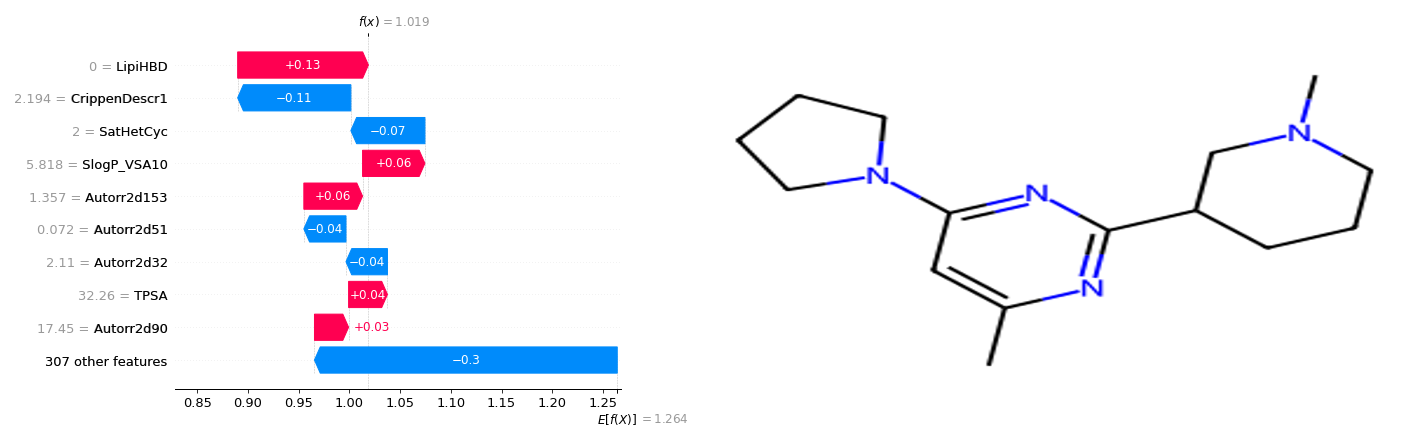 f(x) = 1.019
0 = LipiHBD
+0.13
2.194 = CrippenDescr1
−0.11
2 = SatHetCyc
−0.07
5.818 = SlogP_VSA10
+0.06
1.357 = Autorr2d153
+0.06
0.072 = Autorr2d51
−0.04
2.11 = Autorr2d32
−0.04
32.26 = TPSA
+0.04
17.45 = Autorr2d90
+0.03
307 other features
−0.3
0.85 0.90 0.95 1.00 1.05 1.10 1.15 1.20 1.25
E[f(X)] = 1.264
N
N
N
N